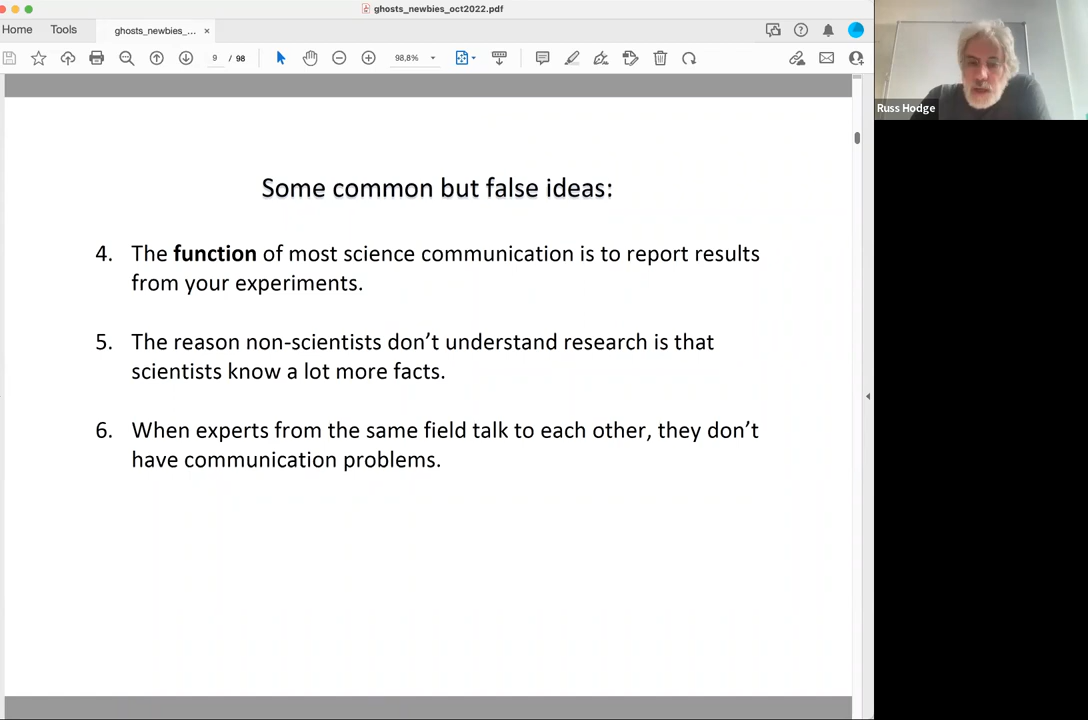 ghosts_newbies_oct2022.pdf
Home
Tools
ghosts_newbies_...
9 / 98
98,8%
Russ Hodge
Some common but false ideas:
4. The function of most science communication is to report results
from your experiments.
5. The reason non-scientists don’t understand research is that
scientists know a lot more facts.
6. When experts from the same field talk to each other, they don’t
have communication problems.